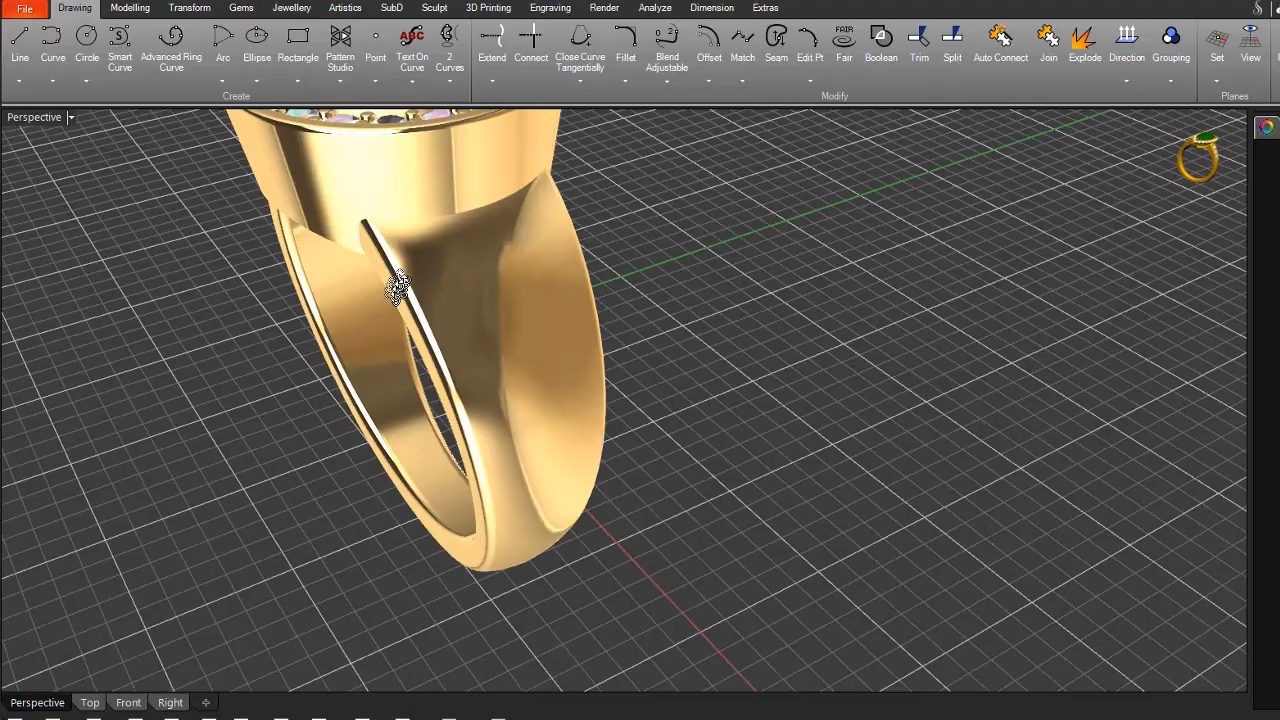 File Drawing Modelling Transform Gems Jewellery Artistics SubD Sculpt 3D Printing Engraving Render Analyze Dimension Extras
Line Curve Circle Smart Curve Advanced Ring Curve Arc Ellipse Rectangle Pattern Studio Point ABC Text On Curve 2 Curves Extend Connect Close Curve Tangentially Fillet Blend Adjustable Offset Match Seam Edit Pt FAIR Fair Boolean Trim Split Auto Connect Join Explode Direction Grouping Set View
Create Modify Planes
Perspective
Perspective Top Front Right